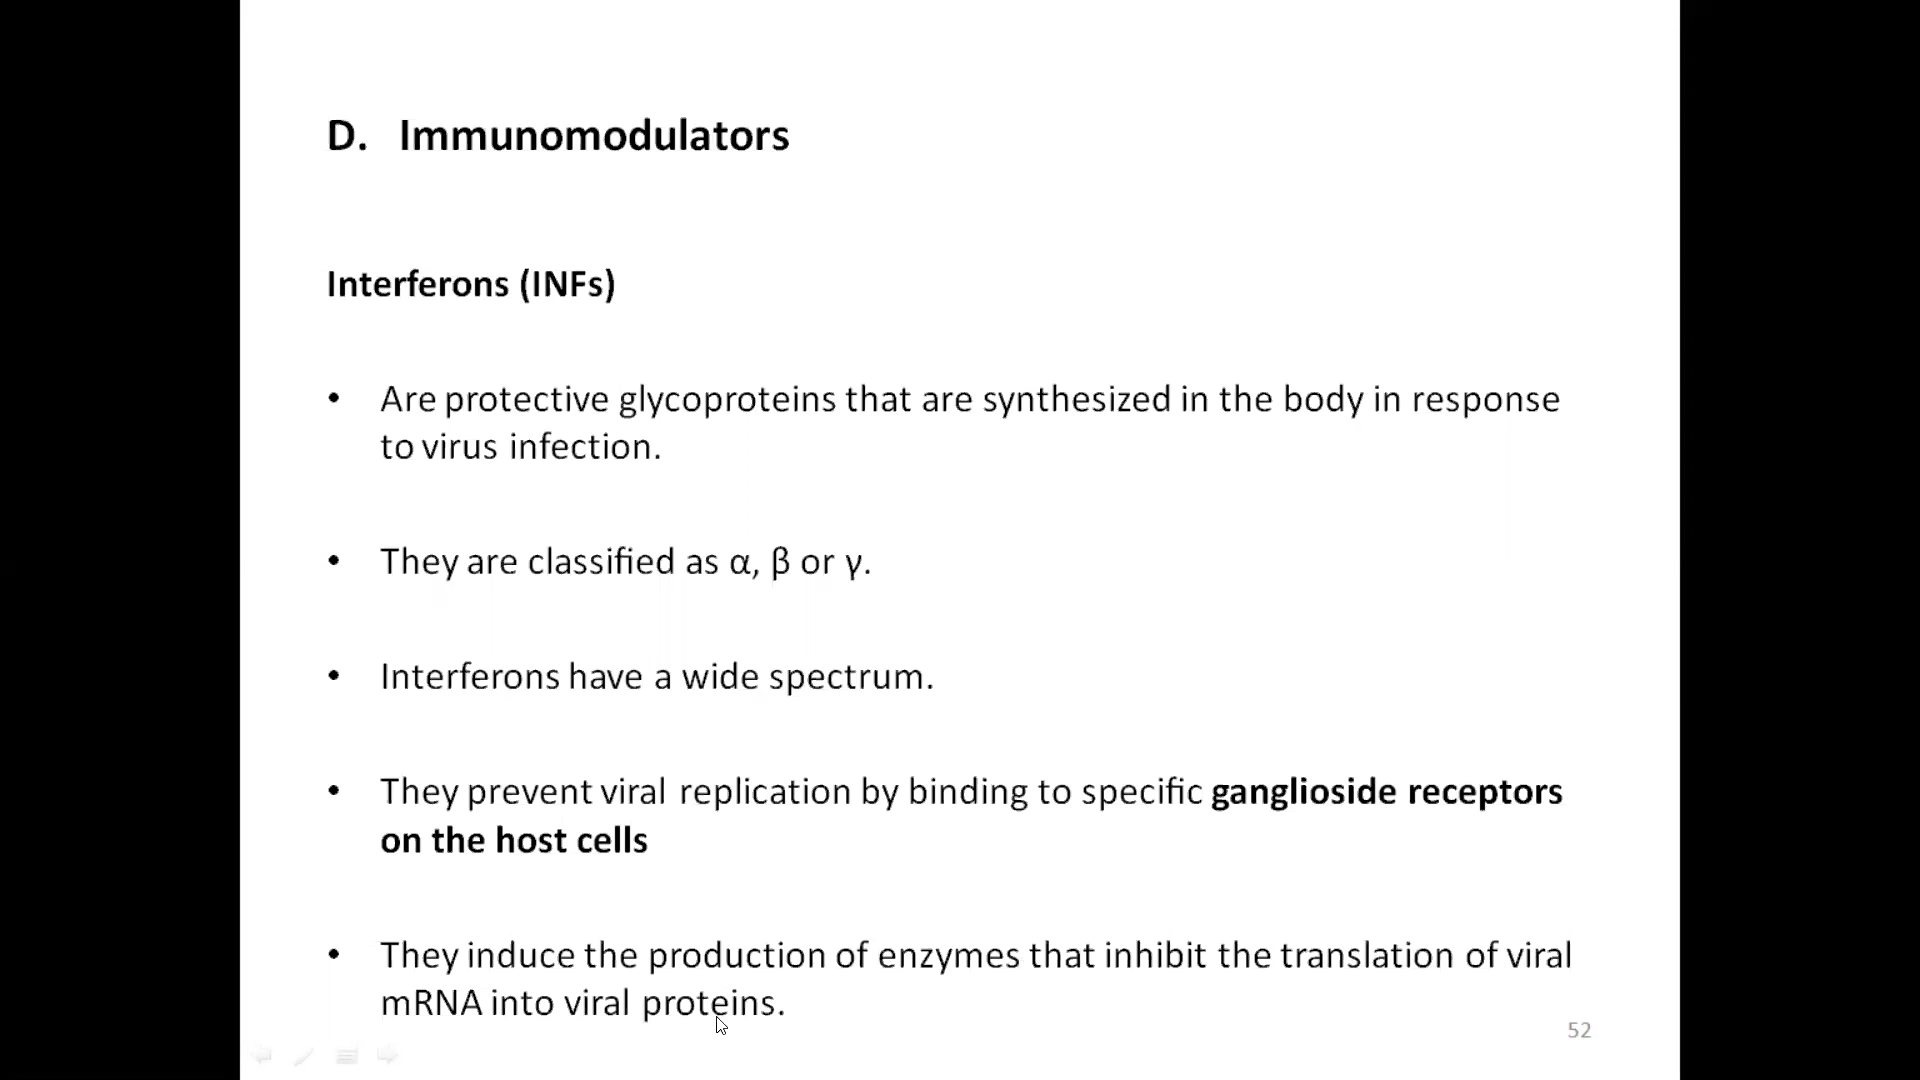 D. Immunomodulators
Interferons (INFs)
• Are protective glycoproteins that are synthesized in the body in response
to virus infection.
• They are classified as α, β or γ.
• Interferons have a wide spectrum.
• They prevent viral replication by binding to specific ganglioside receptors
on the host cells
• They induce the production of enzymes that inhibit the translation of viral
mRNA into viral proteins.
52